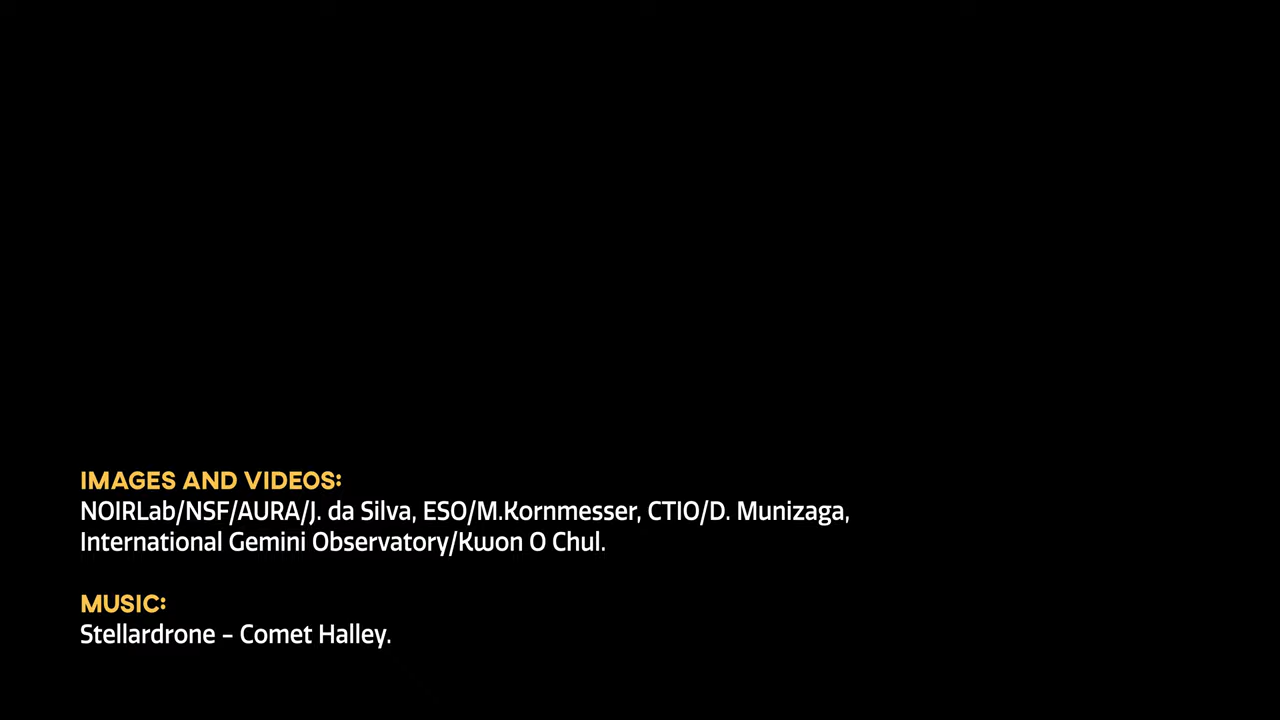 IMAGES AND VIDEOS:
NOIRLab/NSF/AURA/J. da Silva, ESO/M.Kornmesser, CTIO/D. Munizaga,
International Gemini Observatory/Kwon O Chul.
MUSIC:
Stellardrone – Comet Halley.